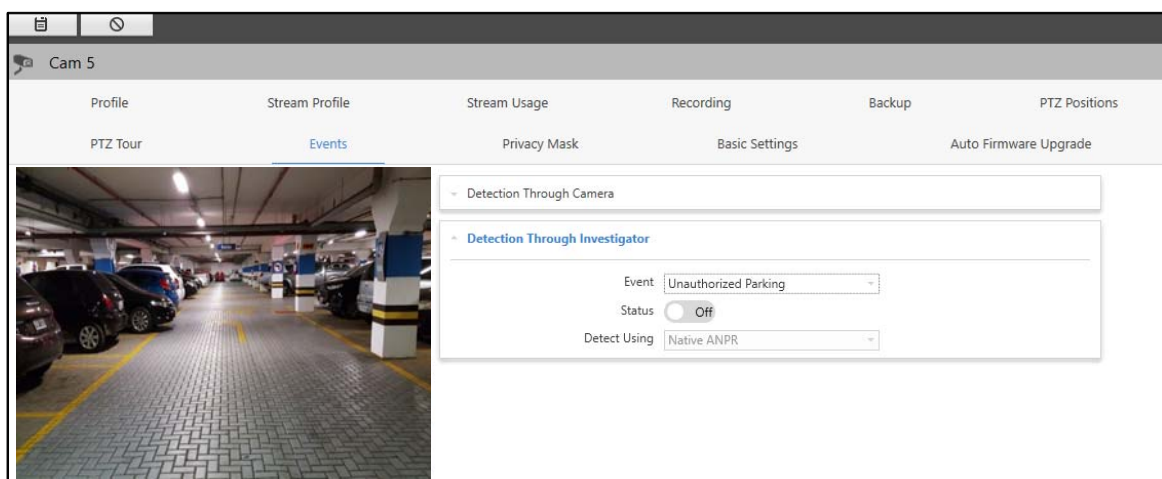 Cam 5
Profile Stream Profile Stream Usage Recording Backup PTZ Positions
PTZ Tour Events Privacy Mask Basic Settings Auto Firmware Upgrade
Detection Through Camera
Detection Through Investigator
Event Unauthorized Parking
Status Off
Detect Using Native ANPR